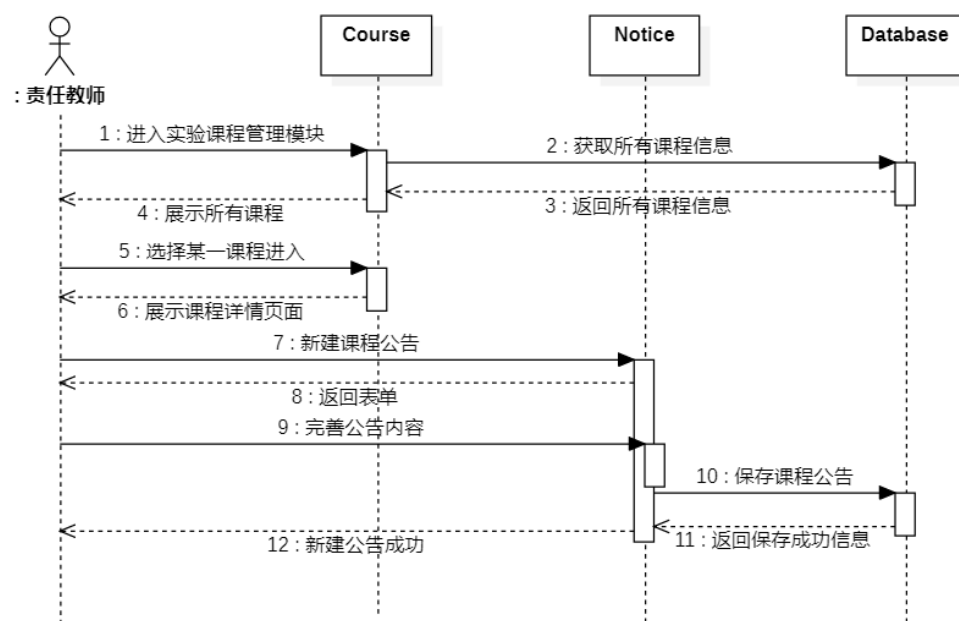 Course
Notice
Database
: 责任教师
1 : 进入实验课程管理模块
2 : 获取所有课程信息
3 : 返回所有课程信息
4 : 展示所有课程
5 : 选择某一课程进入
6 : 展示课程详情页面
7 : 新建课程公告
8 : 返回表单
9 : 完善公告内容
10 : 保存课程公告
11 : 返回保存成功信息
12 : 新建公告成功